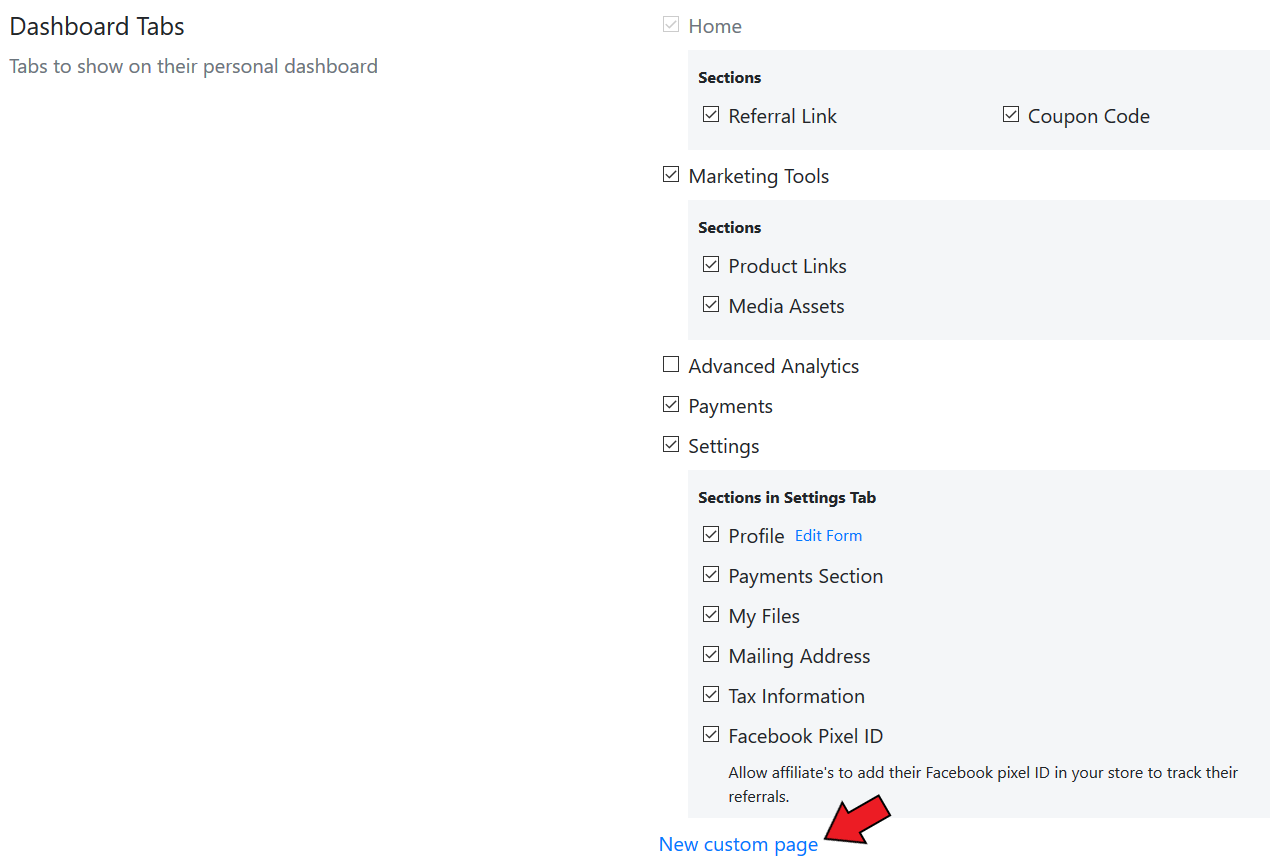 Dashboard Tabs
Tabs to show on their personal dashboard
Home
Sections
Referral Link
Coupon Code
Marketing Tools
Sections
Product Links
Media Assets
Advanced Analytics
Payments
Settings
Sections in Settings Tab
Profile Edit Form
Payments Section
My Files
Mailing Address
Tax Information
Facebook Pixel ID
Allow affiliate's to add their Facebook pixel ID in your store to track their
referrals.
New custom page